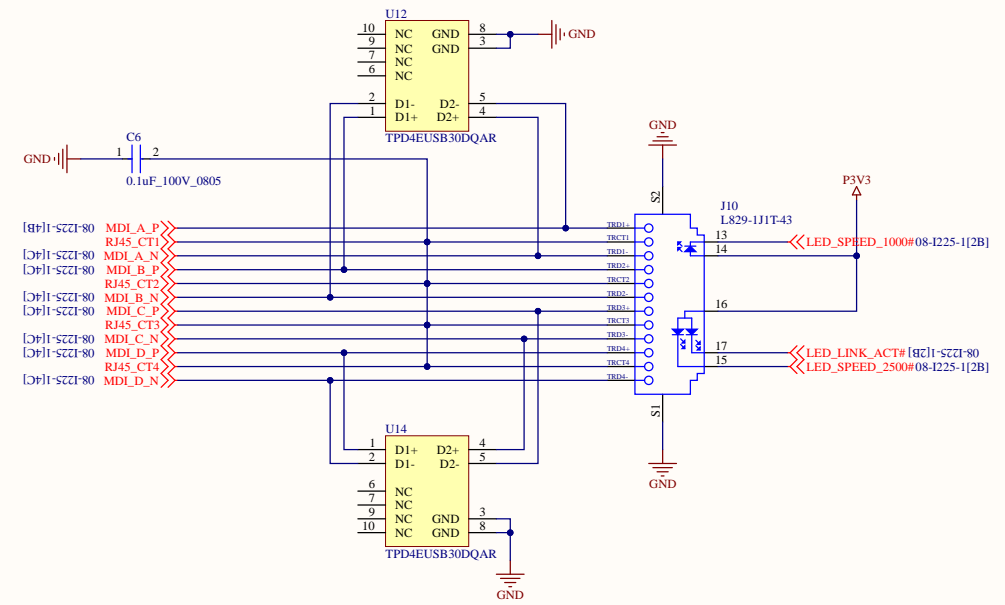 U12
10 NC GND 8
9 NC GND 3
7 NC
6 NC
GND
2 D1- D2- 5
1 D1+ D2+ 4
TPD4EUSB30DQAR
C6
GND 1 2
0.1uF_100V_0805
GND
S2
P3V3
J10
L829-1J1T-43
08-I225-1[4B] MDI_A_P TRD1+
RJ45_CT1 TRCT1 13 LED_SPEED_1000# 08-I225-1[2B]
08-I225-1[4C] MDI_A_N TRD1- 14
08-I225-1[4C] MDI_B_P TRD2+
RJ45_CT2 TRCT2
08-I225-1[4C] MDI_B_N TRD2-
08-I225-1[4C] MDI_C_P TRD3+ 16
RJ45_CT3 TRCT3
08-I225-1[4C] MDI_C_N TRD3-
08-I225-1[4C] MDI_D_P TRD4+ 17 LED_LINK_ACT# 08-I225-1[2B]
RJ45_CT4 TRCT4 15 LED_SPEED_2500# 08-I225-1[2B]
08-I225-1[4C] MDI_D_N TRD4-
S1
GND
U14
1 D1+ D2+ 4
2 D1- D2- 5
6 NC
7 NC
9 NC GND 3
10 NC GND 8
TPD4EUSB30DQAR
GND